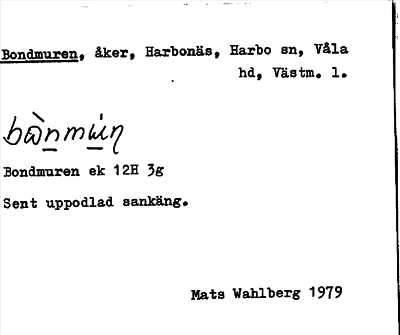 Bondmuren, åker, Harbonäs, Harbo sn, Våla
hd, Västm. l.
Bondmuren ek 12H 3g
Sent uppodlad sankäng.
Mats Wahlberg 1979